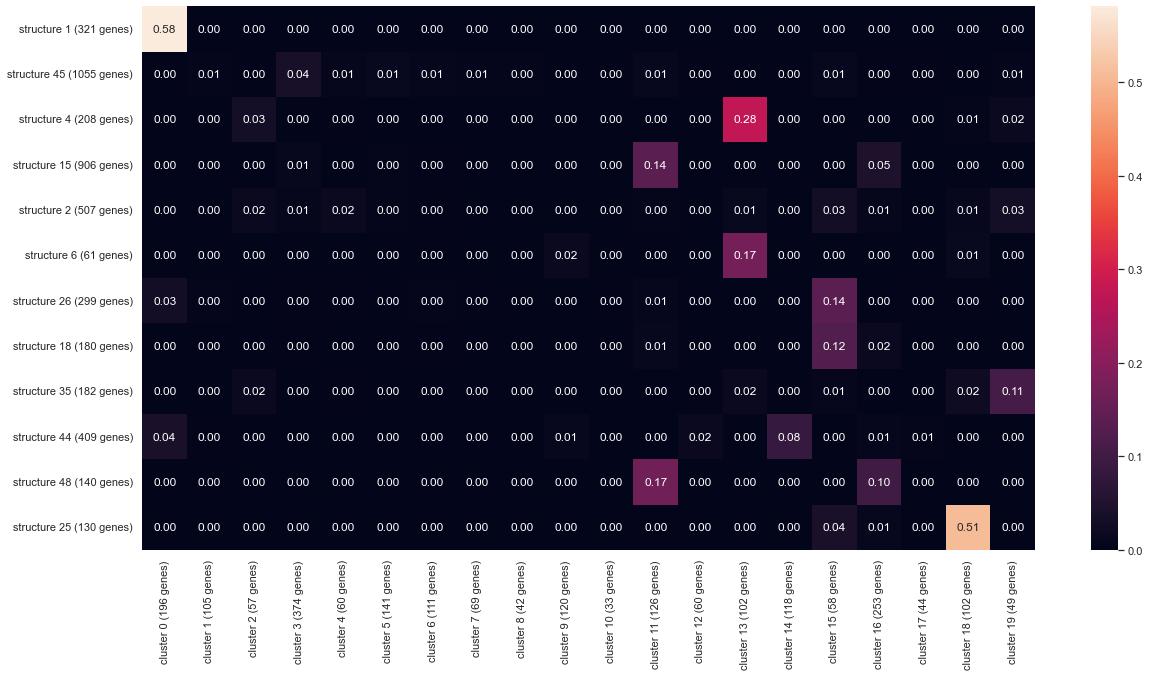 structure 1 (321 genes) 0.58 0.00 0.00 0.00 0.00 0.00 0.00 0.00 0.00 0.00 0.00 0.00 0.00 0.00 0.00 0.00 0.00 0.00 0.00 0.00
structure 45 (1055 genes) 0.00 0.01 0.00 0.04 0.01 0.01 0.01 0.01 0.00 0.00 0.00 0.01 0.00 0.00 0.00 0.01 0.00 0.00 0.00 0.01
structure 4 (208 genes) 0.00 0.00 0.03 0.00 0.00 0.00 0.00 0.00 0.00 0.00 0.00 0.00 0.00 0.28 0.00 0.00 0.00 0.00 0.01 0.02
structure 15 (906 genes) 0.00 0.00 0.00 0.01 0.00 0.00 0.00 0.00 0.00 0.00 0.00 0.14 0.00 0.00 0.00 0.00 0.05 0.00 0.00 0.00
structure 2 (507 genes) 0.00 0.00 0.02 0.01 0.02 0.00 0.00 0.00 0.00 0.00 0.00 0.00 0.00 0.01 0.00 0.03 0.01 0.00 0.01 0.03
structure 6 (61 genes) 0.00 0.00 0.00 0.00 0.00 0.00 0.00 0.00 0.00 0.02 0.00 0.00 0.00 0.17 0.00 0.00 0.00 0.00 0.01 0.00
structure 26 (299 genes) 0.03 0.00 0.00 0.00 0.00 0.00 0.00 0.00 0.00 0.00 0.00 0.01 0.00 0.00 0.00 0.14 0.00 0.00 0.00 0.00
structure 18 (180 genes) 0.00 0.00 0.00 0.00 0.00 0.00 0.00 0.00 0.00 0.00 0.00 0.01 0.00 0.00 0.00 0.12 0.02 0.00 0.00 0.00
structure 35 (182 genes) 0.00 0.00 0.02 0.00 0.00 0.00 0.00 0.00 0.00 0.00 0.00 0.00 0.00 0.02 0.00 0.01 0.00 0.00 0.02 0.11
structure 44 (409 genes) 0.04 0.00 0.00 0.00 0.00 0.00 0.00 0.00 0.00 0.01 0.00 0.00 0.02 0.00 0.08 0.00 0.01 0.01 0.00 0.00
structure 48 (140 genes) 0.00 0.00 0.00 0.00 0.00 0.00 0.00 0.00 0.00 0.00 0.00 0.17 0.00 0.00 0.00 0.00 0.10 0.00 0.00 0.00
structure 25 (130 genes) 0.00 0.00 0.00 0.00 0.00 0.00 0.00 0.00 0.00 0.00 0.00 0.00 0.00 0.00 0.00 0.04 0.01 0.00 0.51 0.00
cluster 0 (196 genes)
cluster 1 (105 genes)
cluster 2 (57 genes)
cluster 3 (374 genes)
cluster 4 (60 genes)
cluster 5 (141 genes)
cluster 6 (111 genes)
cluster 7 (69 genes)
cluster 8 (42 genes)
cluster 9 (120 genes)
cluster 10 (33 genes)
cluster 11 (126 genes)
cluster 12 (60 genes)
cluster 13 (102 genes)
cluster 14 (118 genes)
cluster 15 (58 genes)
cluster 16 (253 genes)
cluster 17 (44 genes)
cluster 18 (102 genes)
cluster 19 (49 genes)
0.5
0.4
0.3
0.2
0.1
0.0